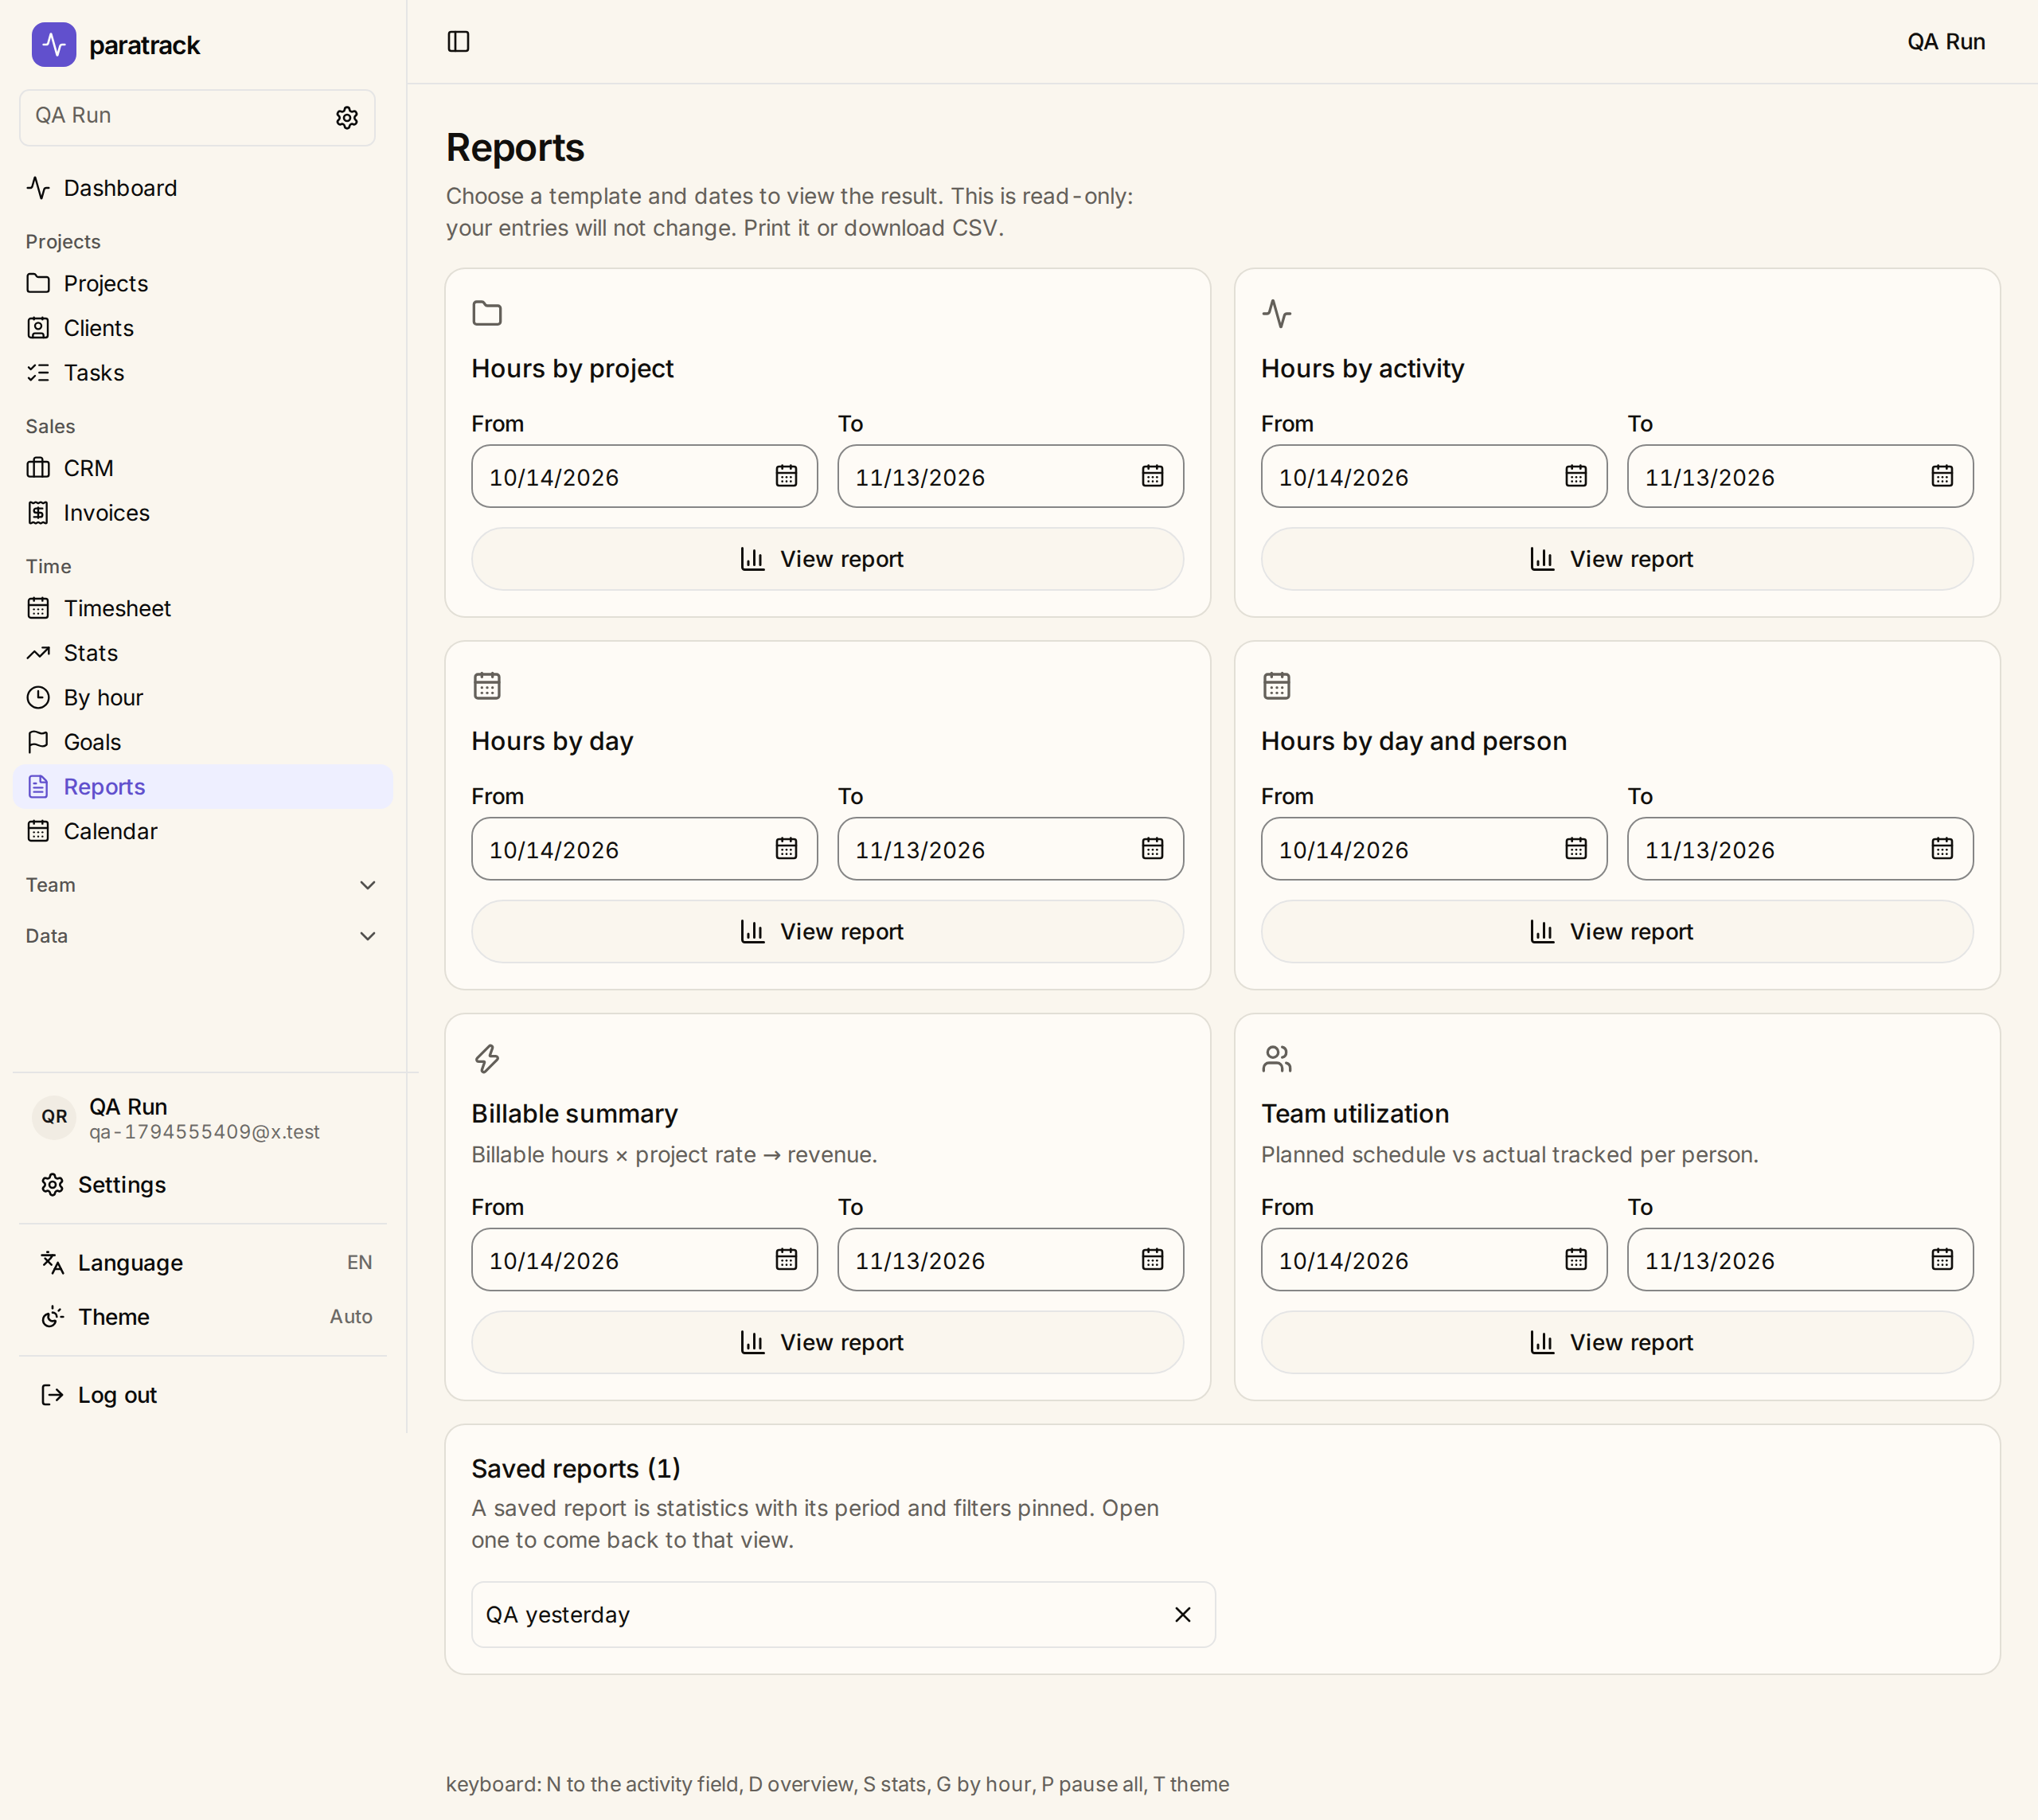 paratrack
QA Run
Dashboard
Projects
Projects
Clients
Tasks
Sales
CRM
Invoices
Time
Timesheet
Stats
By hour
Goals
Reports
Calendar
Team
Data
QR
QA Run
qa-1794555409@x.test
Settings
Language EN
Theme Auto
Log out
QA Run
Reports
Choose a template and dates to view the result. This is read-only:
your entries will not change. Print it or download CSV.
Hours by project
From To
10/14/2026 11/13/2026
View report
Hours by activity
From To
10/14/2026 11/13/2026
View report
Hours by day
From To
10/14/2026 11/13/2026
View report
Hours by day and person
From To
10/14/2026 11/13/2026
View report
Billable summary
Billable hours × project rate → revenue.
From To
10/14/2026 11/13/2026
View report
Team utilization
Planned schedule vs actual tracked per person.
From To
10/14/2026 11/13/2026
View report
Saved reports (1)
A saved report is statistics with its period and filters pinned. Open
one to come back to that view.
QA yesterday
keyboard: N to the activity field, D overview, S stats, G by hour, P pause all, T theme